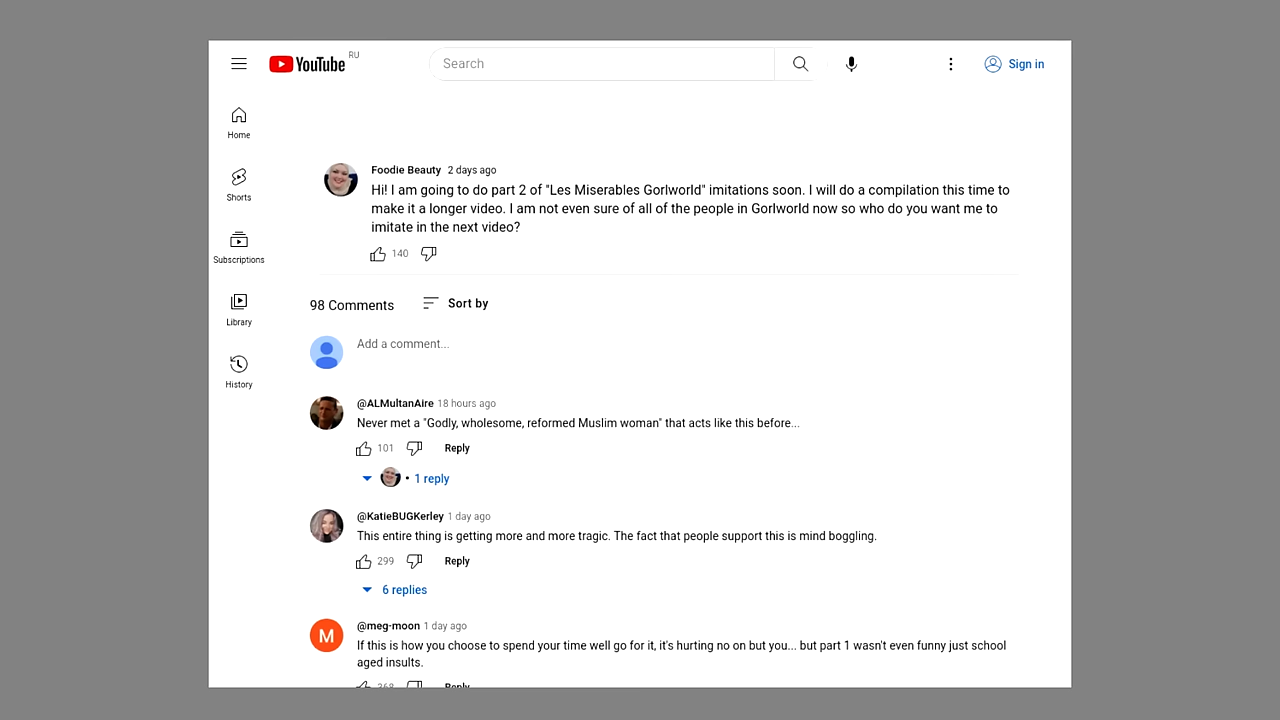 YouTube RU
Search
Sign in
Home
Shorts
Subscriptions
Library
History
Foodie Beauty 2 days ago
Hi! I am going to do part 2 of "Les Miserables Gorlworld" imitations soon. I will do a compilation this time to
make it a longer video. I am not even sure of all of the people in Gorlworld now so who do you want me to
imitate in the next video?
140
98 Comments Sort by
Add a comment...
@ALMultanAire 18 hours ago
Never met a "Godly, wholesome, reformed Muslim woman" that acts like this before...
101 Reply
• 1 reply
@KatieBUGKerley 1 day ago
This entire thing is getting more and more tragic. The fact that people support this is mind boggling.
299 Reply
6 replies
M
@meg-moon 1 day ago
If this is how you choose to spend your time well go for it, it's hurting no on but you... but part 1 wasn't even funny just school
aged insults.
368 Reply